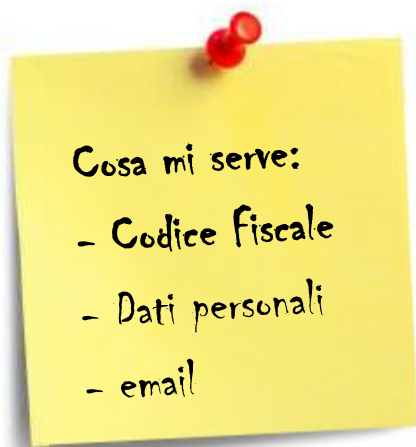 Cosa mi serve:
- Codice Fiscale
- Dati personali
- email